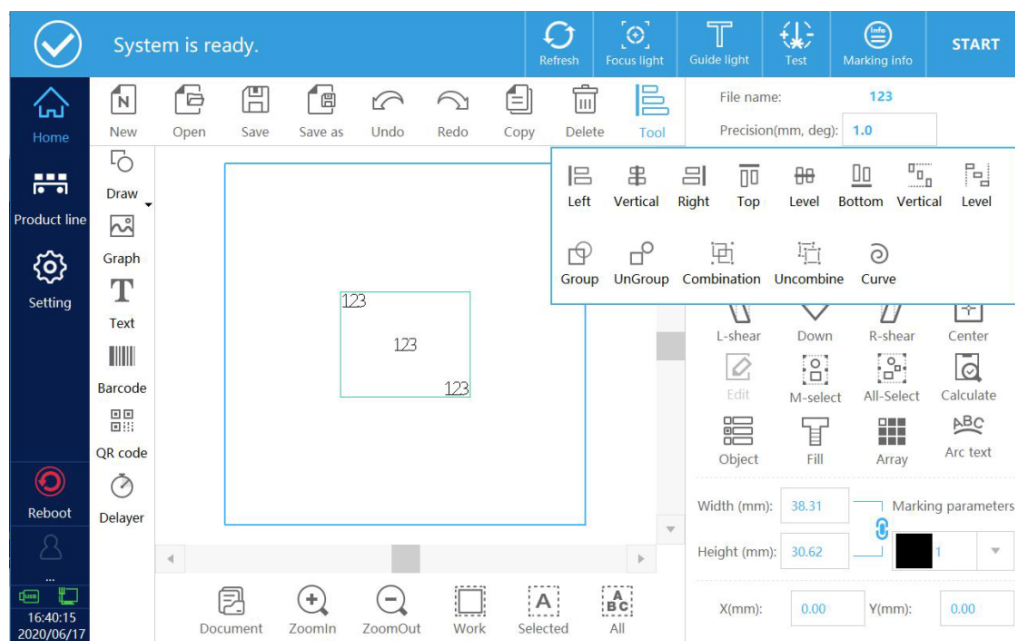 System is ready.
Refresh
Focus light
Guide light
Test
Info
Marking info
START
Home
Product line
Setting
Reboot
...
USB
16:40:15
2020/06/17
N
New
Open
Save
Save as
Undo
Redo
Copy
Delete
Tool
File name: 123
Precision(mm, deg): 1.0
Draw
Graph
T
Text
Barcode
QR code
Delayer
Left
Vertical
Right
Top
Level
Bottom
Vertical
Level
Group
UnGroup
Combination
Uncombine
Curve
123
123
123
L-shear
Down
R-shear
Center
Edit
M-select
All-Select
Calculate
Object
Fill
Array
ABC
Arc text
Width (mm): 38.31
Marking parameters
Height (mm): 30.62
1
X(mm): 0.00
Y(mm): 0.00
Document
ZoomIn
ZoomOut
Work
A
Selected
A
BC
All